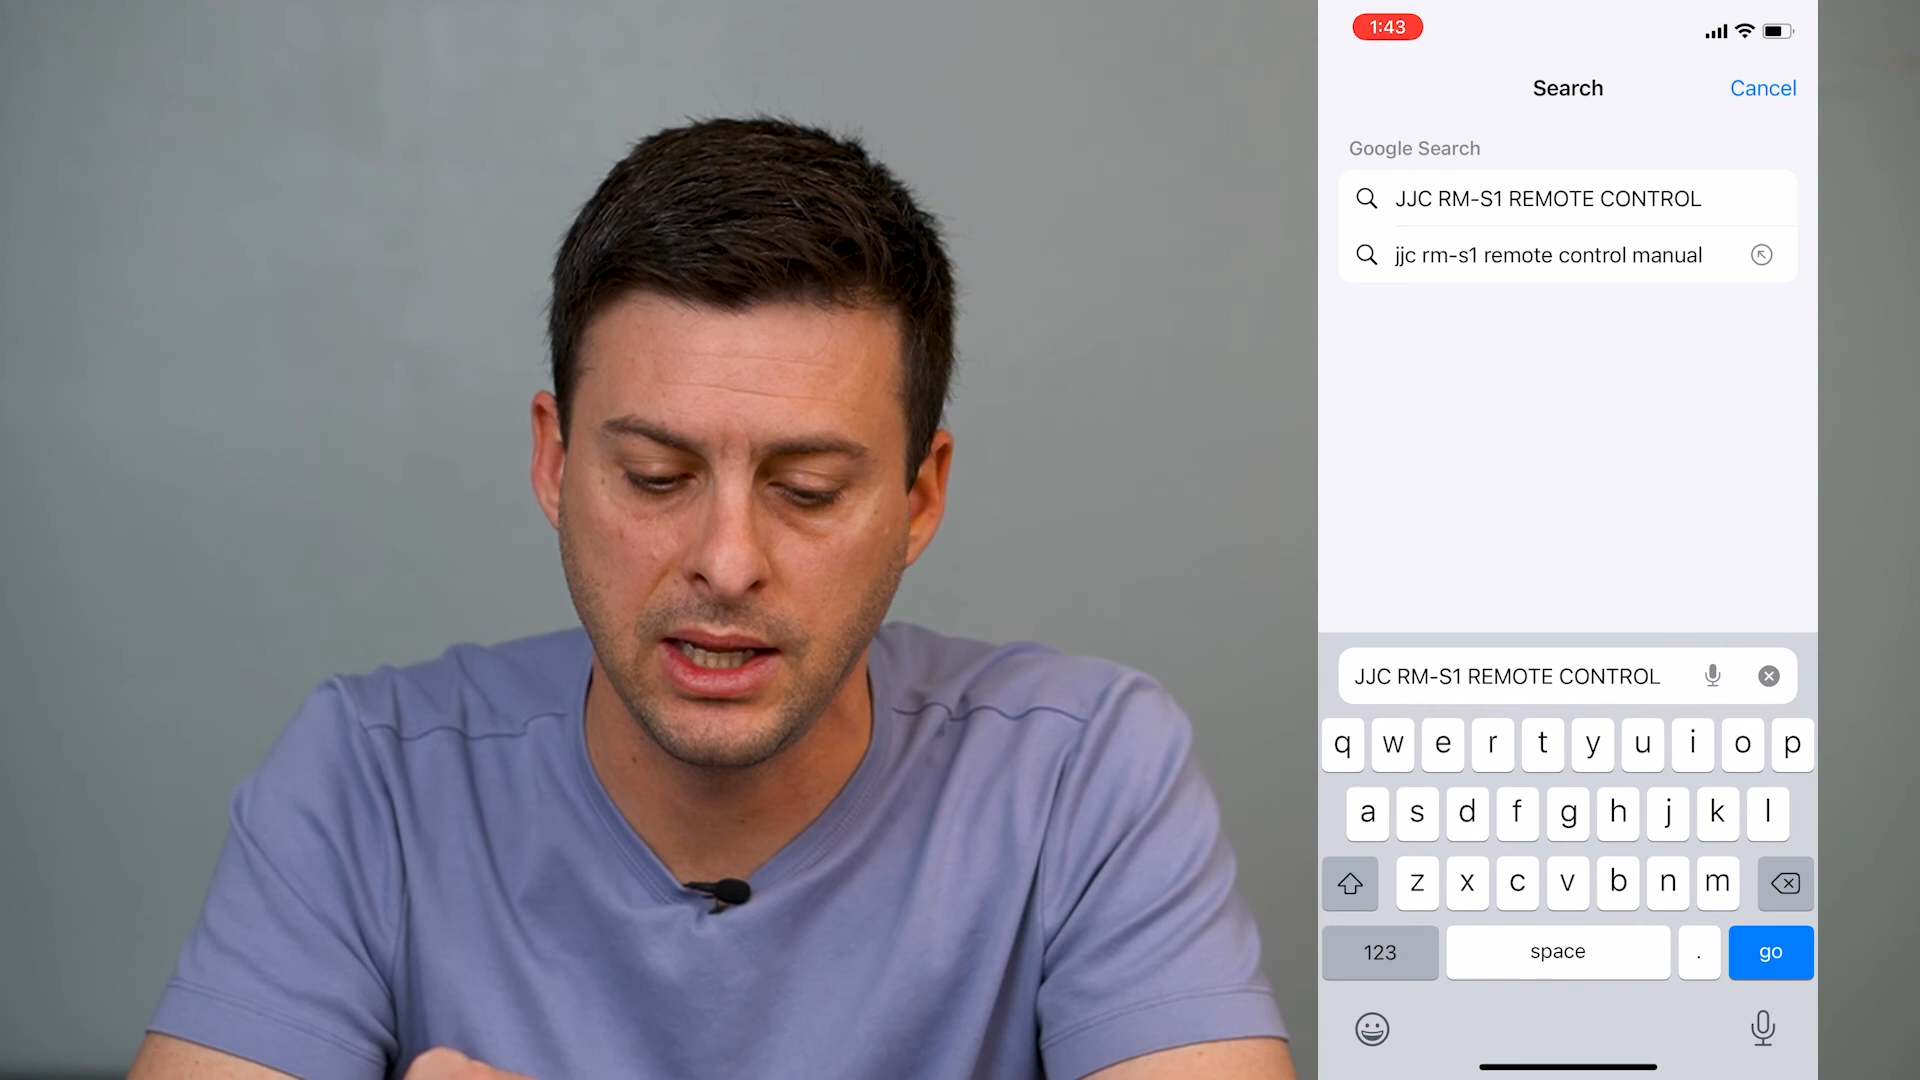 1:43
Search
Cancel
Google Search
JJC RM-S1 REMOTE CONTROL
jjc rm-s1 remote control manual
JJC RM-S1 REMOTE CONTROL
q w e r t y u i o p
a s d f g h j k l
z x c v b n m
123 space . go